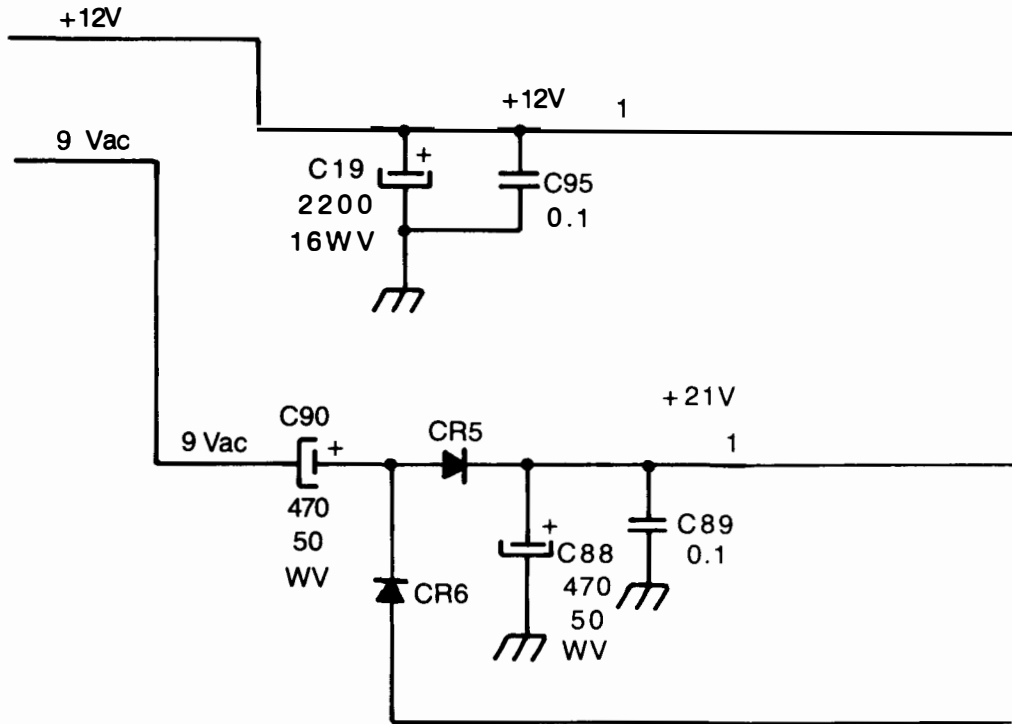 +12V
+12V 1
9 Vac
C19
+
2200
16WV
C95
0.1
+21V
1
C90
9 Vac
+
CR5
470
50
WV
CR6
+
C88
470
50
WV
C89
0.1